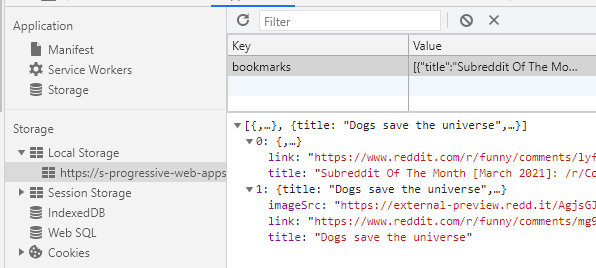 Application
Manifest
Service Workers
Storage
Storage
Local Storage
https://s-progressive-web-apps
Session Storage
IndexedDB
Web SQL
Cookies
Filter
Key Value
bookmarks [{"title":"Subreddit Of The Mo…
[{,…}, {title: "Dogs save the universe",…}]
0: {,…}
link: "https://www.reddit.com/r/funny/comments/lyf
title: "Subreddit Of The Month [March 2021]: /r/Co
1: {title: "Dogs save the universe",…}
imageSrc: "https://external-preview.redd.it/AgjsGJ
link: "https://www.reddit.com/r/funny/comments/mg9
title: "Dogs save the universe"